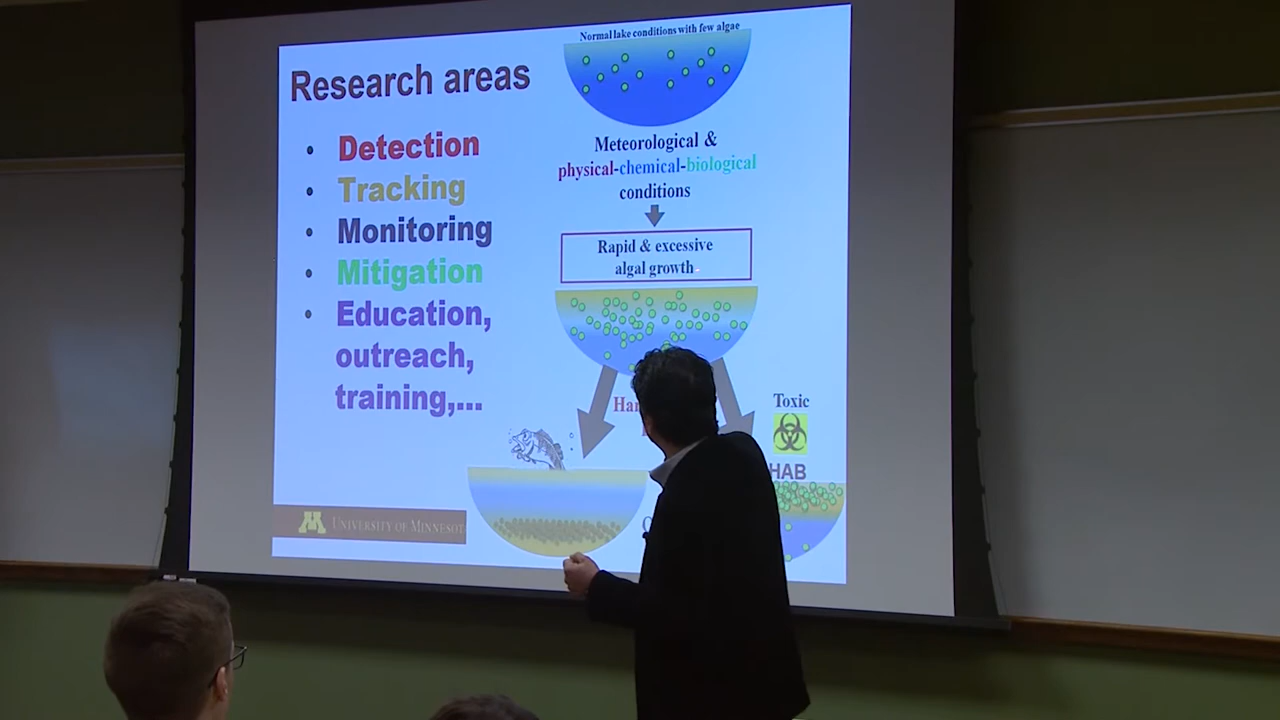 Research areas
• Detection
• Tracking
• Monitoring
• Mitigation
• Education,
outreach,
training,...
Normal lake conditions with few algae
Meteorological &
physical-chemical-biological
conditions
Rapid & excessive
algal growth
Toxic
HAB
M UNIVERSITY OF MINNESOT